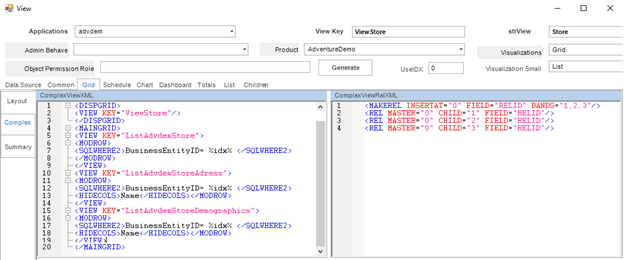 View
Applications advdem View Key ViewStore strView Store
Admin Behave Product AdventureDemo Visualizations Grid
Object Permission Role Generate UseIDX 0 Visualization Small List
Data Source Common Grid Schedule Chart Dashboard Totals List Children
Layout
Complex
Summary
ComplexViewXML
1 <DISPGRID>
2 <VIEW KEY="ViewStore"/>
3 </DISPGRID>
4 <MAINGRID>
5 <VIEW KEY="ListAdvdemStore">
6 <MODROW>
7 <SQLWHERE2>BusinessEntityID= %idx% </SQLWHERE2>
8 </MODROW>
9 </VIEW>
10 <VIEW KEY="ListAdvdemStoreAdress">
11 <MODROW>
12 <SQLWHERE2>BusinessEntityID= %idx% </SQLWHERE2>
13 <HIDECOLS>Name</HIDECOLS></MODROW>
14 </VIEW>
15 <VIEW KEY="ListAdvdemStoreDemographics">
16 <MODROW>
17 <SQLWHERE2>BusinessEntityID= %idx% </SQLWHERE2>
18 <HIDECOLS>Name</HIDECOLS></MODROW>
19 </VIEW>
20 </MAINGRID>
ComplexViewRelXML
1 <MAKEREL INSERTAT="0" FIELD="RELID" BANDS="1,2,3"/>
2 <REL MASTER="0" CHILD="1" FIELD="RELID"/>
3 <REL MASTER="0" CHILD="2" FIELD="RELID"/>
4 <REL MASTER="0" CHILD="3" FIELD="RELID"/>